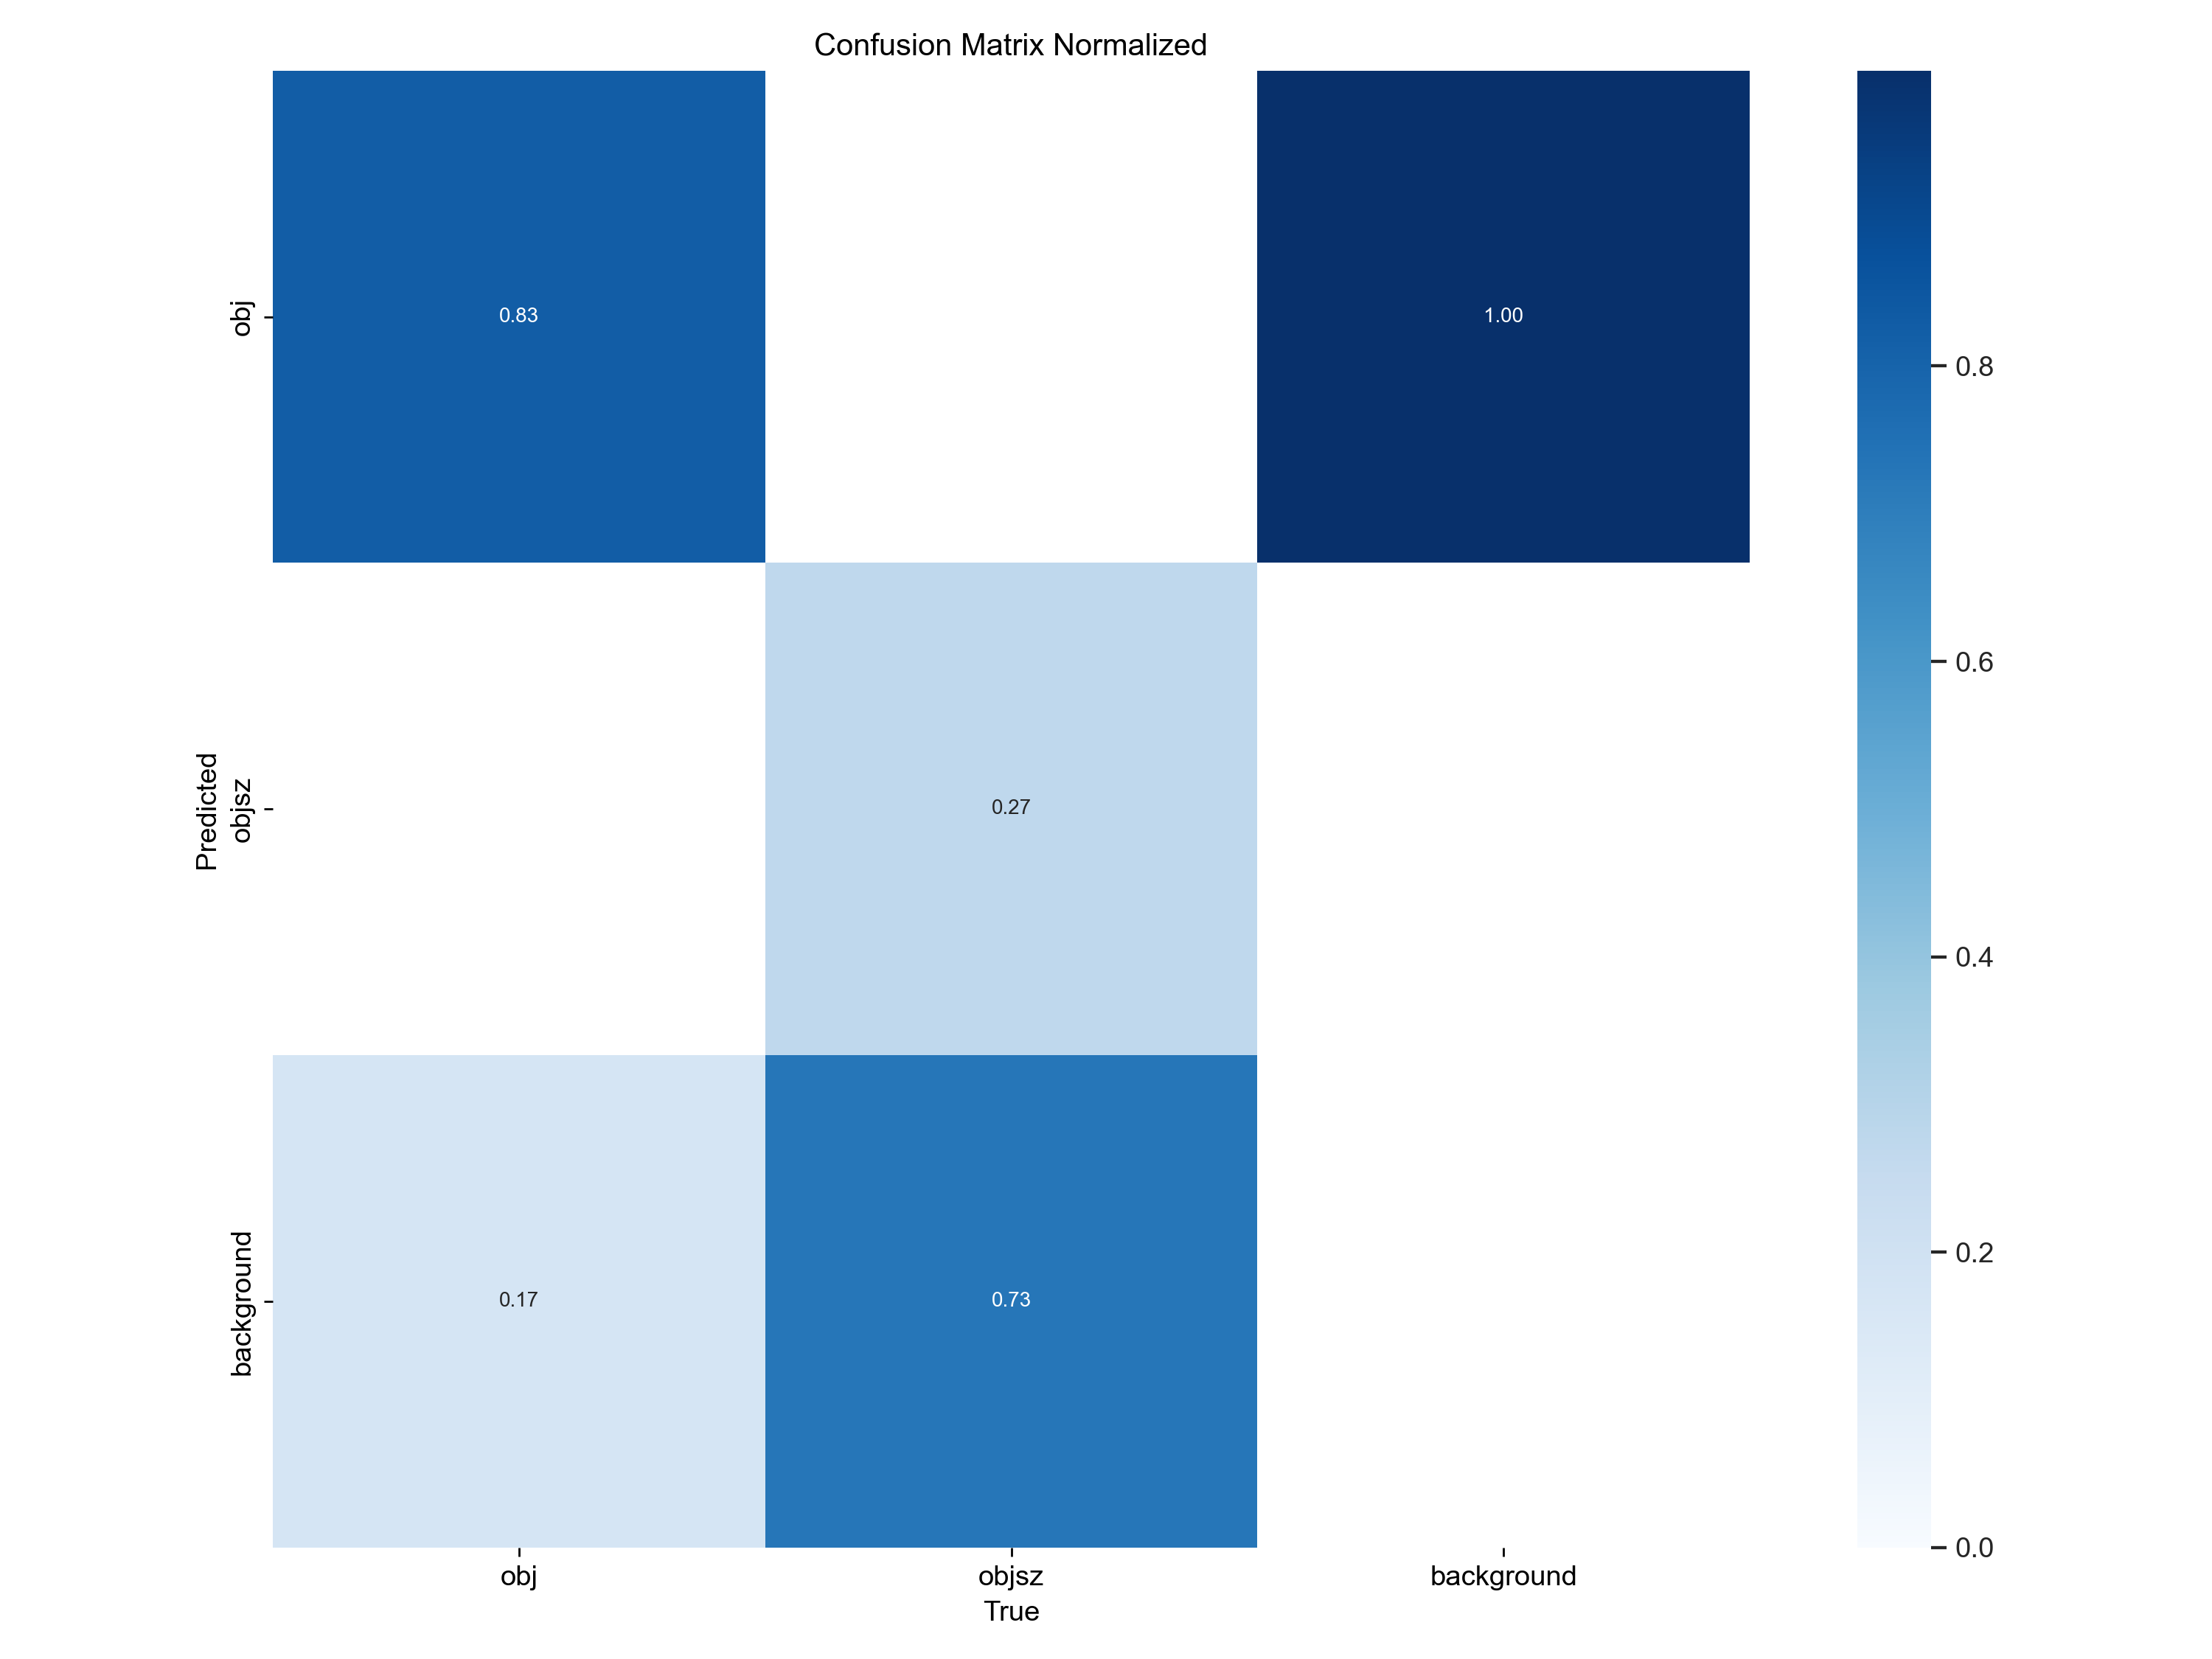 Confusion Matrix Normalized
obj
0.83
1.00
0.8
0.6
Predicted
objsz
0.27
0.4
0.2
background
0.17
0.73
0.0
obj
objsz
background
True